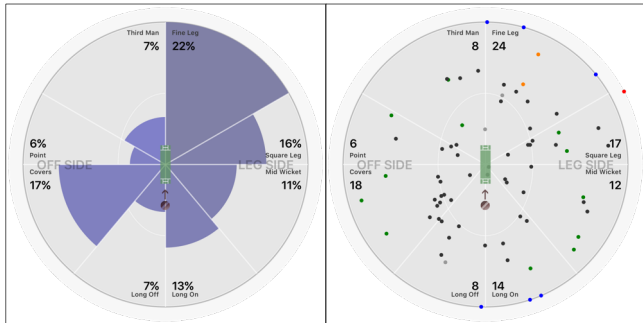 Third Man Fine Leg
7% 22%
6%
Point
OFF SIDE
Covers
17%
16%
Square Leg
LEG SIDE
Mid Wicket
11%
7% 13%
Long Off Long On
Third Man Fine Leg
8 24
6
Point
OFF SIDE
Covers
18
17
Square Leg
LEG SIDE
Mid Wicket
12
8 14
Long Off Long On